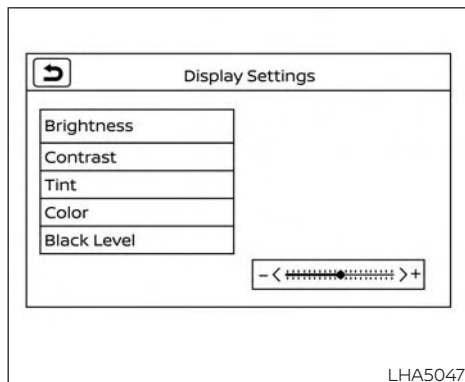 Display Settings
Brightness
Contrast
Tint
Color
Black Level
- < > +
LHA5047